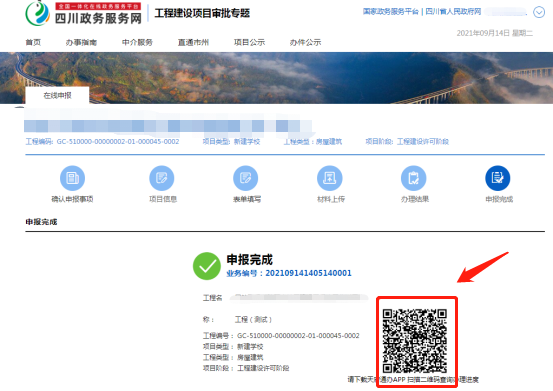 全国一体化在线政务服务平台
四川政务服务网 工程建设项目审批专题
国家政务服务平台 | 四川省人民政府网
2021年09月14日 星期二
首页 办事指南 中介服务 直通市州 项目公示 办件公示
在线申报
工程编码: GC-510000-00000002-01-000045-0002 项目类型: 新建学校 工程类型: 房屋建筑 项目阶段: 工程建设许可阶段
确认申报事项 项目信息 表单填写 材料上传 办理结果 申报完成
申报完成
申报完成
业务编号：202109141405140001
工程名
称： 工程（测试）
工程编号： GC-510000-00000002-01-000045-0002
项目类型： 新建学校
工程类型： 房屋建筑
项目阶段： 工程建设许可阶段
请下载天府通办APP 扫描二维码查询办理进度